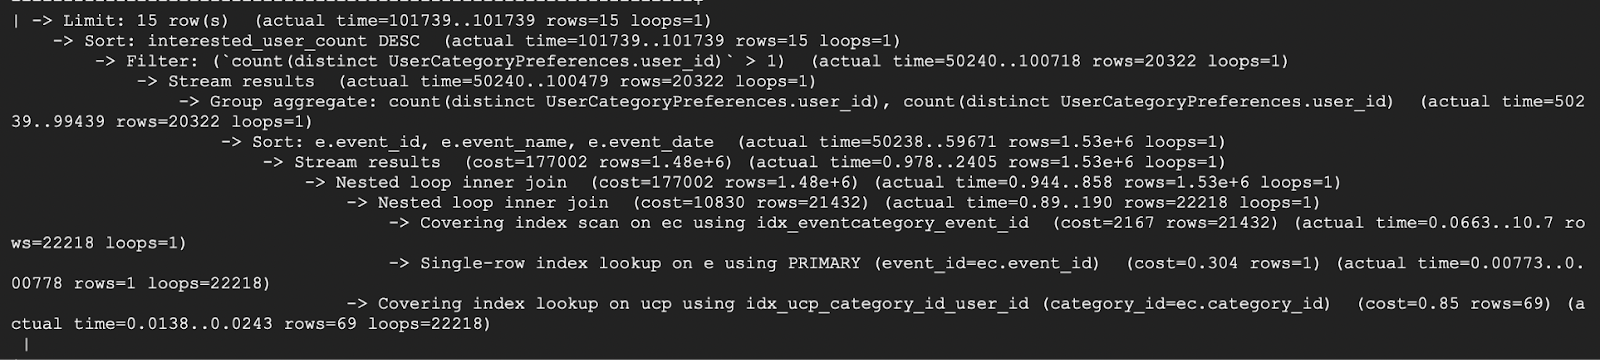 | -> Limit: 15 row(s)  (actual time=101739..101739 rows=15 loops=1)
    -> Sort: interested_user_count DESC  (actual time=101739..101739 rows=15 loops=1)
        -> Filter: (`count(distinct UserCategoryPreferences.user_id)` > 1)  (actual time=50240..100718 rows=20322 loops=1)
            -> Stream results  (actual time=50240..100479 rows=20322 loops=1)
                -> Group aggregate: count(distinct UserCategoryPreferences.user_id), count(distinct UserCategoryPreferences.user_id)  (actual time=502
39..99439 rows=20322 loops=1)
                    -> Sort: e.event_id, e.event_name, e.event_date  (actual time=50238..59671 rows=1.53e+6 loops=1)
                        -> Stream results  (cost=177002 rows=1.48e+6) (actual time=0.978..2405 rows=1.53e+6 loops=1)
                            -> Nested loop inner join  (cost=177002 rows=1.48e+6) (actual time=0.944..858 rows=1.53e+6 loops=1)
                                -> Nested loop inner join  (cost=10830 rows=21432) (actual time=0.89..190 rows=22218 loops=1)
                                    -> Covering index scan on ec using idx_eventcategory_event_id  (cost=2167 rows=21432) (actual time=0.0663..10.7 ro
ws=22218 loops=1)
                                    -> Single-row index lookup on e using PRIMARY (event_id=ec.event_id)  (cost=0.304 rows=1) (actual time=0.00773..0.
00778 rows=1 loops=22218)
                                -> Covering index lookup on ucp using idx_ucp_category_id_user_id (category_id=ec.category_id)  (cost=0.85 rows=69) (a
ctual time=0.0138..0.0243 rows=69 loops=22218)
 |